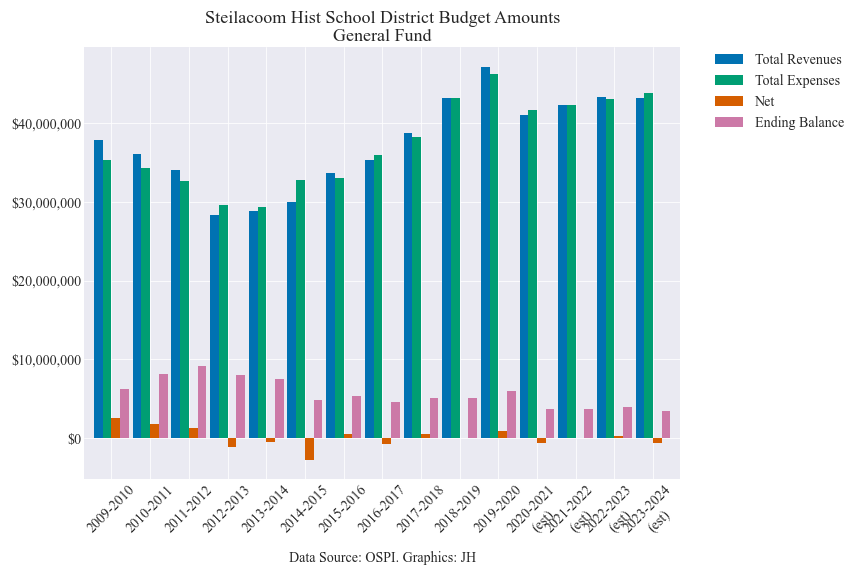 Steilacoom Hist School District Budget Amounts
General Fund
Total Revenues
Total Expenses
Net
Ending Balance
$40,000,000
$30,000,000
$20,000,000
$10,000,000
$0
2009-2010
2010-2011
2011-2012
2012-2013
2013-2014
2014-2015
2015-2016
2016-2017
2017-2018
2018-2019
2019-2020
2020-2021
(est)
2021-2022
(est)
2022-2023
(est)
2023-2024
(est)
Data Source: OSPI. Graphics: JH